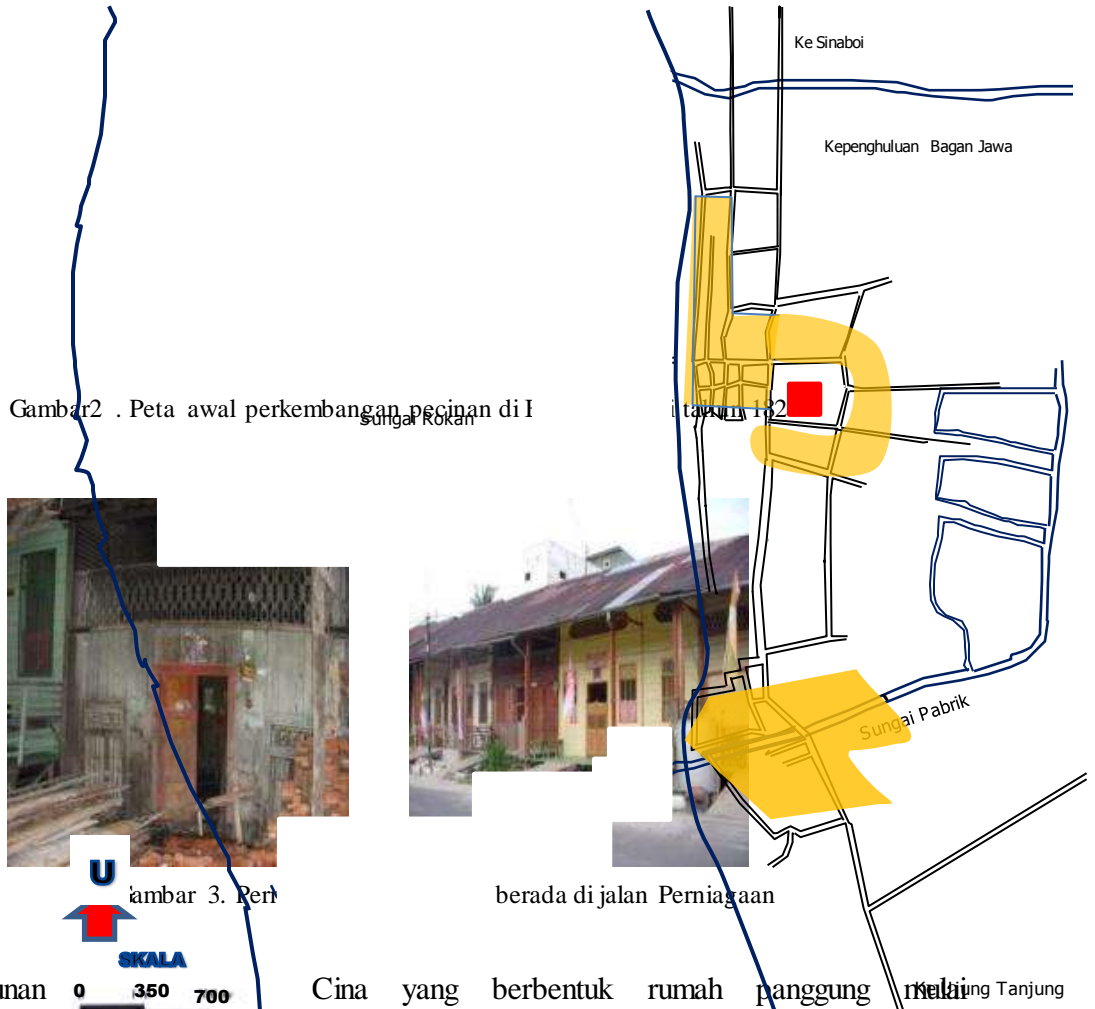 Ke Sinaboi
Kepenghuluan Bagan Jawa
Gambar2 . Peta awal perkembangan pecinan di
Sungai Rokan
Sungai Pabrik
Gambar 3.
berada di jalan Perniagaan
U
SKALA
0 350 700
Cina yang berbentuk rumah panggung mulai
Tanjung